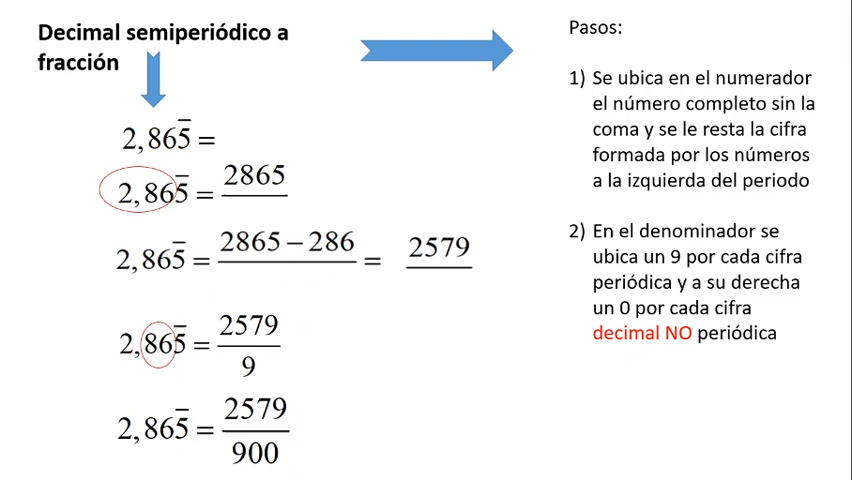 Decimal semiperiódico a
fracción
2,865̅ =
2,865̅ = 2865
2,865̅ = 2865 – 286 = 2579
2,865̅ = 2579
9
2,865̅ = 2579
900
Pasos:
1) Se ubica en el numerador
el número completo sin la
coma y se le resta la cifra
formada por los números
a la izquierda del periodo
2) En el denominador se
ubica un 9 por cada cifra
periódica y a su derecha
un 0 por cada cifra
decimal NO periódica